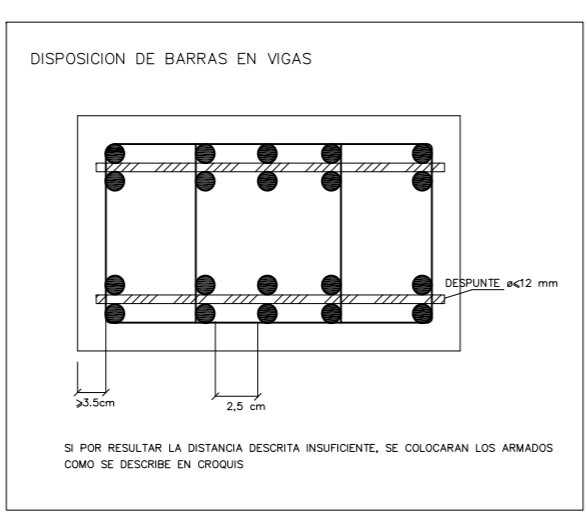 DISPOSICION DE BARRAS EN VIGAS
DESPUNTE ø⩽12 mm
⩾3.5cm
2,5 cm
SI POR RESULTAR LA DISTANCIA DESCRITA INSUFICIENTE, SE COLOCARAN LOS ARMADOS
COMO SE DESCRIBE EN CROQUIS